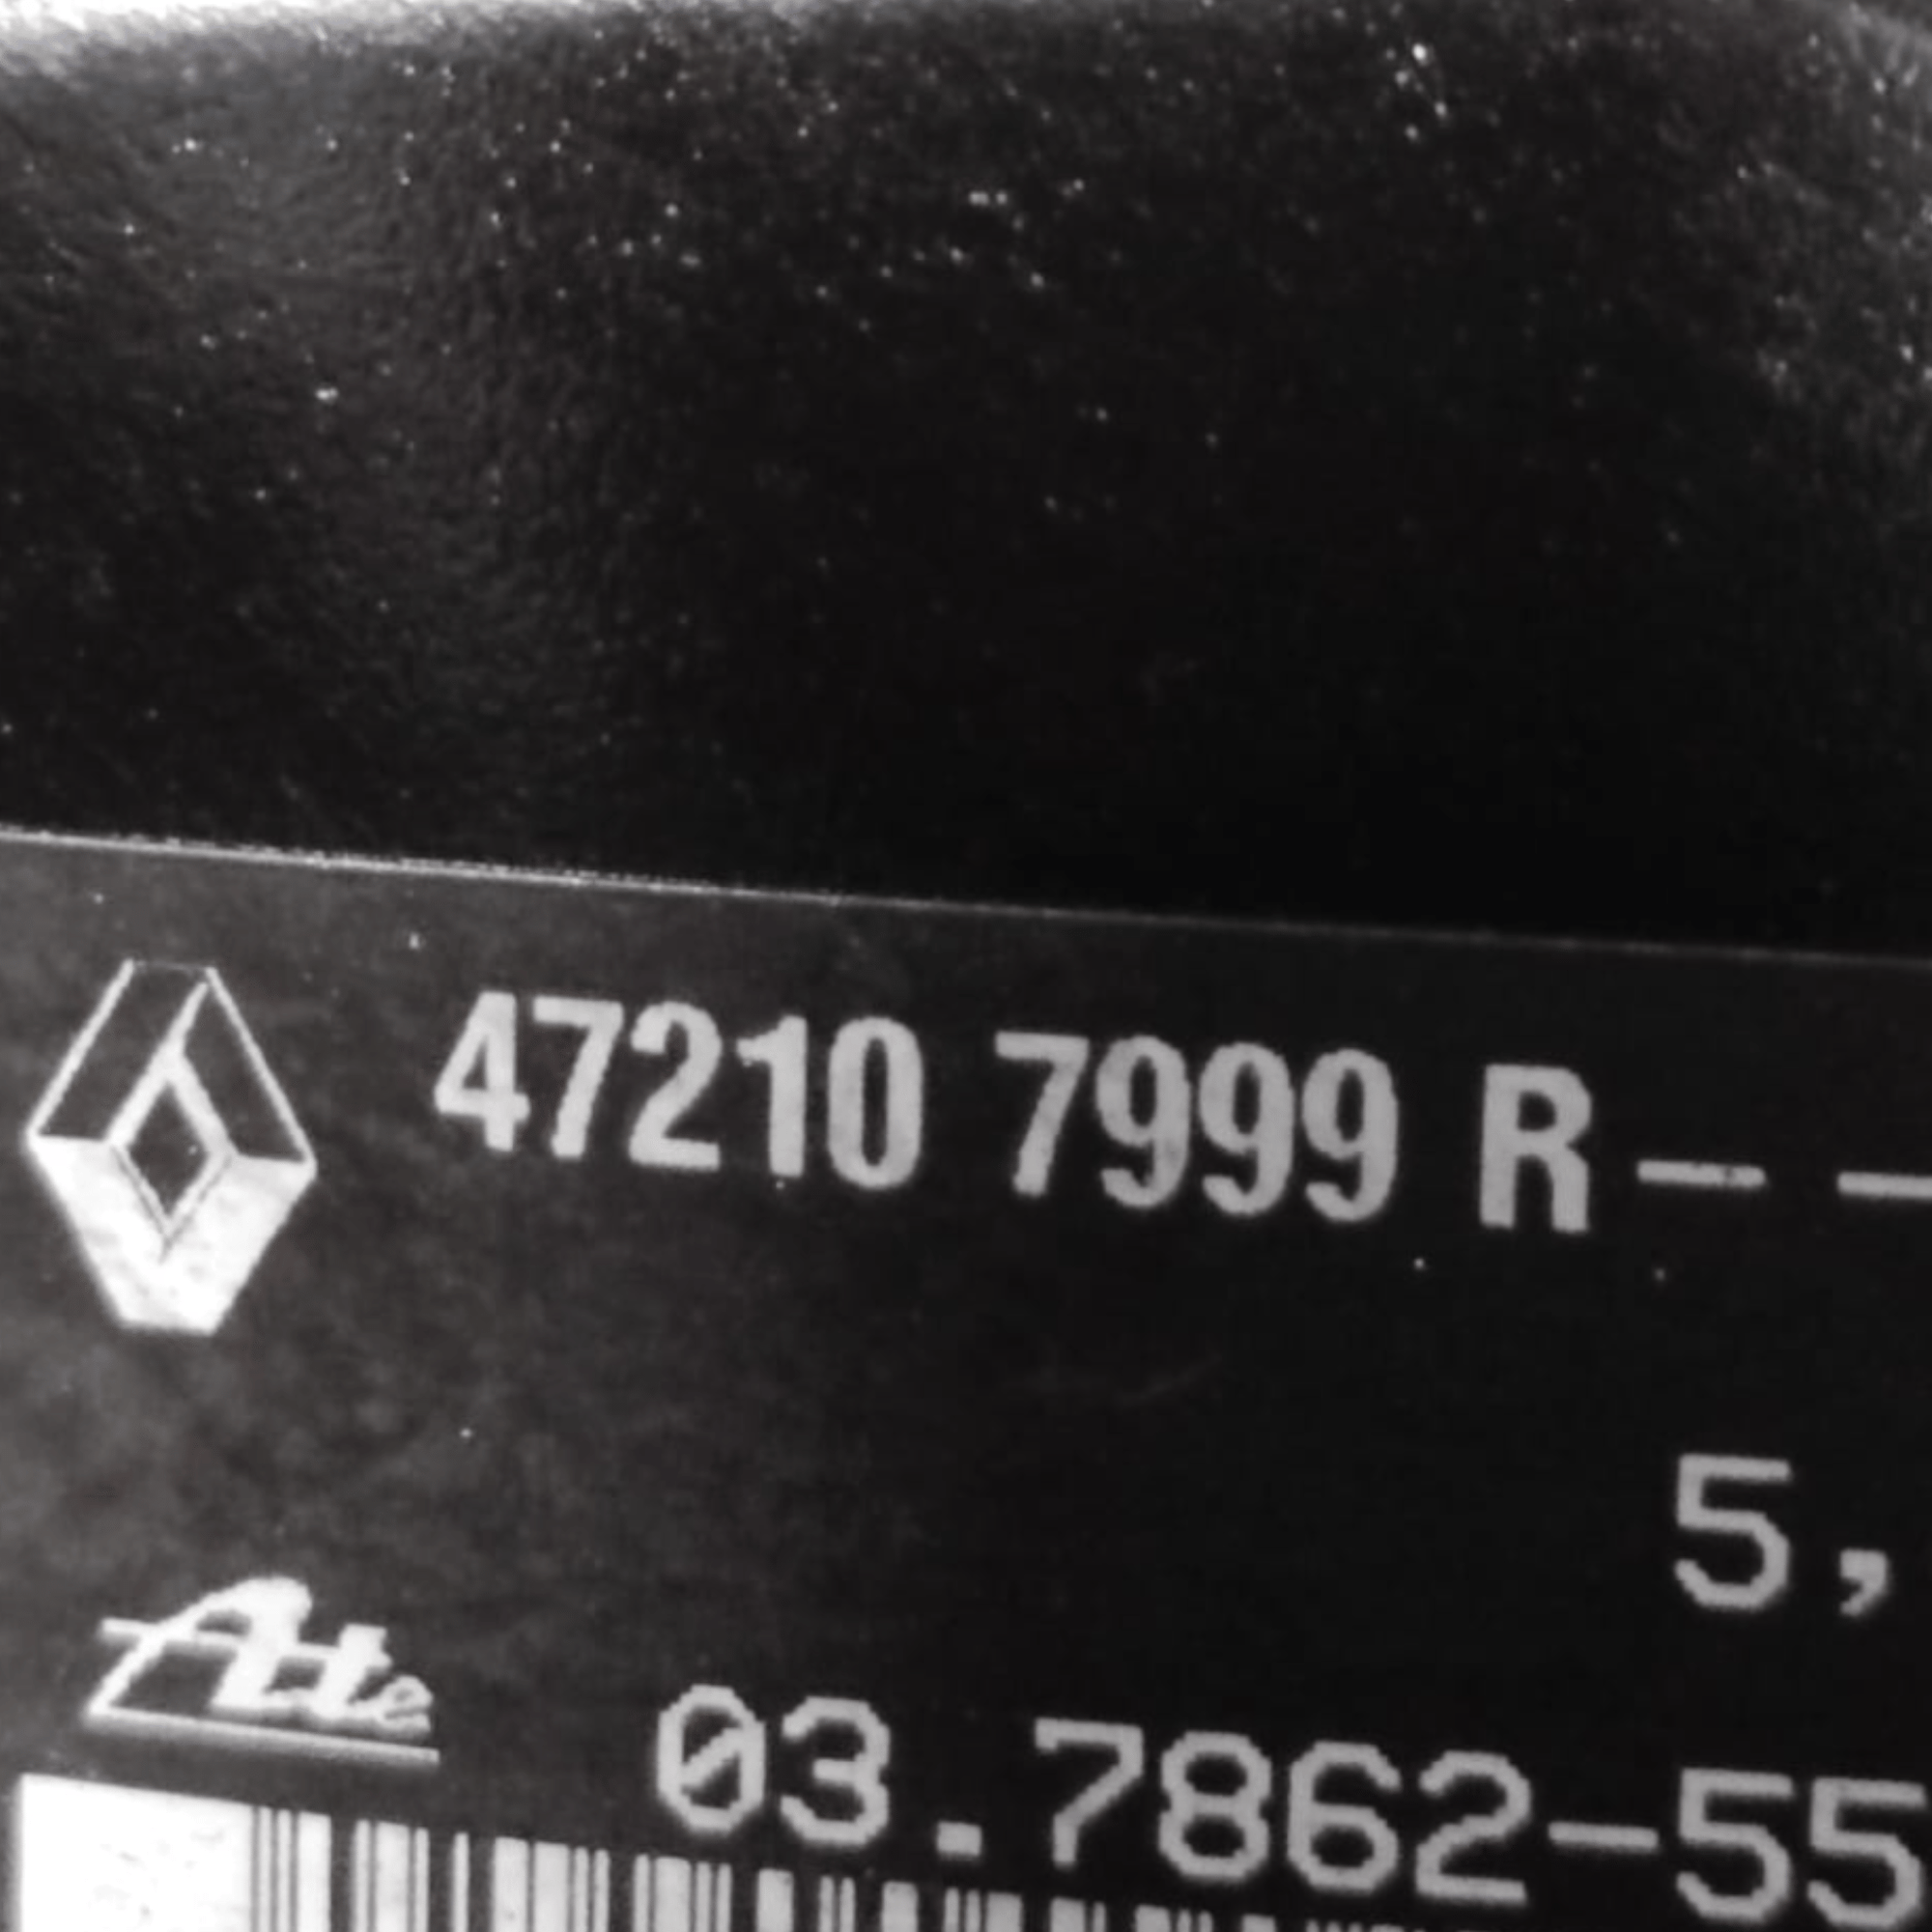 47210 7999 R--
5,
Ate
03.7862-55